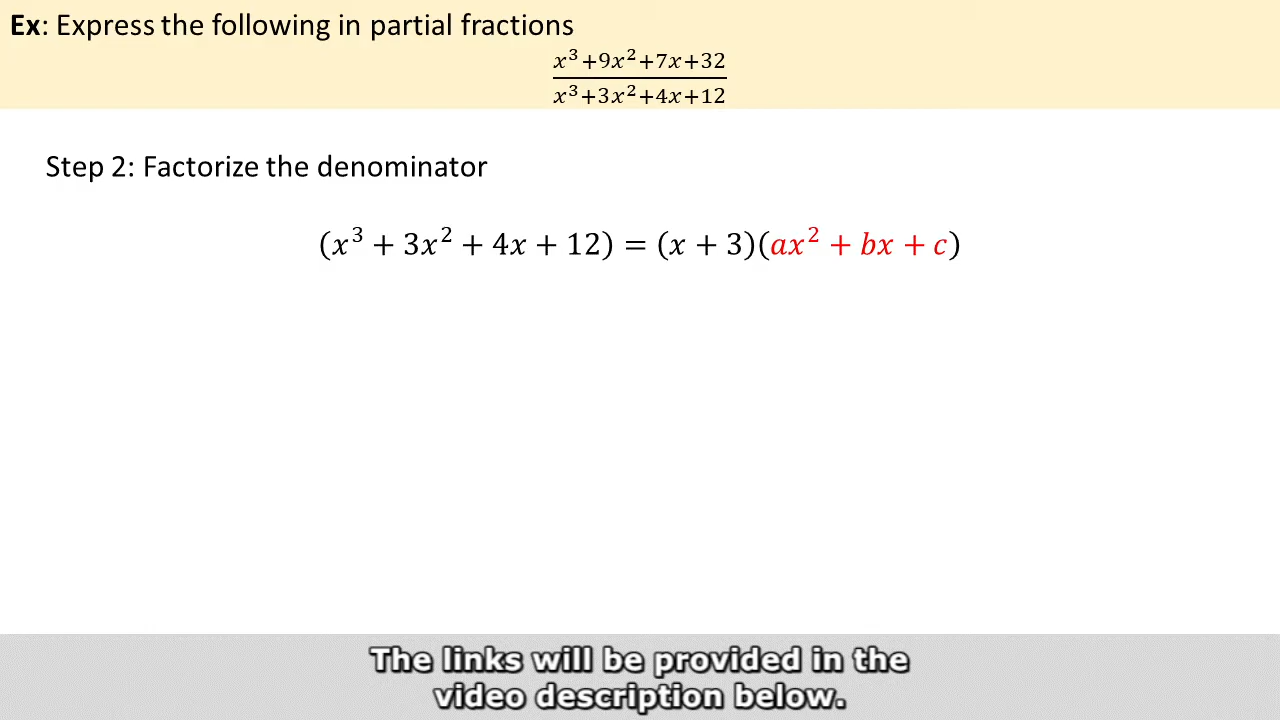 Ex: Express the following in partial fractions
x³+9x²+7x+32
x³+3x²+4x+12
Step 2: Factorize the denominator
(x³ + 3x² + 4x + 12) = (x + 3)(ax² + bx + c)
The links will be provided in the
video description below.